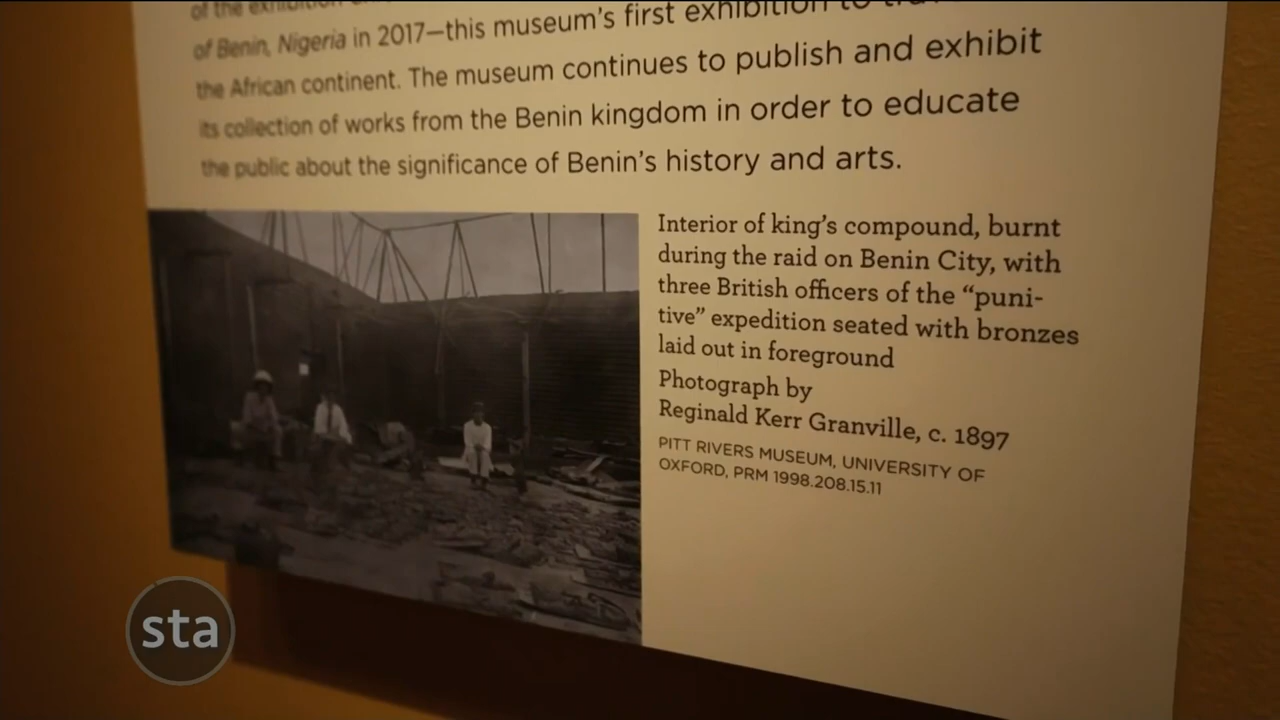 of the exhibition
of Benin, Nigeria in 2017—this museum's first exhibition to
the African continent. The museum continues to publish and exhibit
its collection of works from the Benin kingdom in order to educate
the public about the significance of Benin's history and arts.
Interior of king's compound, burnt
during the raid on Benin City, with
three British officers of the “puni-
tive” expedition seated with bronzes
laid out in foreground
Photograph by
Reginald Kerr Granville, c. 1897
PITT RIVERS MUSEUM, UNIVERSITY OF
OXFORD, PRM 1998.208.15.11
sta